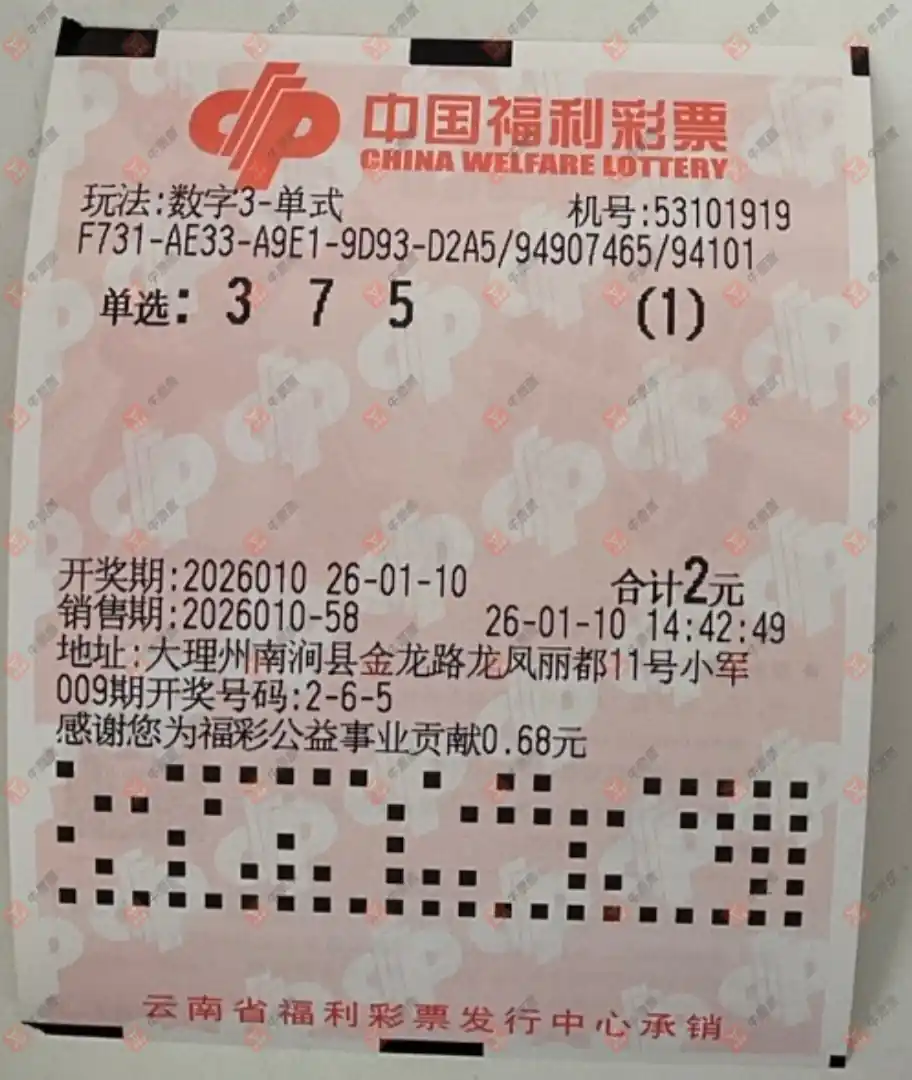 中国福利彩票
CHINA WELFARE LOTTERY
玩法:数字3-单式 机号:53101919
F731-AE33-A9E1-9D93-D2A5/94907465/94101
单选: 3 7 5 (1)
开奖期:2026010 26-01-10 合计2元
销售期:2026010-58 26-01-10 14:42:49
地址:大理州南涧县金龙路龙凤丽都11号小军
009期开奖号码:2-6-5
感谢您为福彩公益事业贡献0.68元
云南省福利彩票发行中心承销